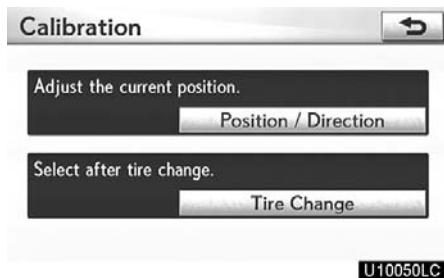 Calibration
Adjust the current position.
Position / Direction
Select after tire change.
Tire Change
U10050LC